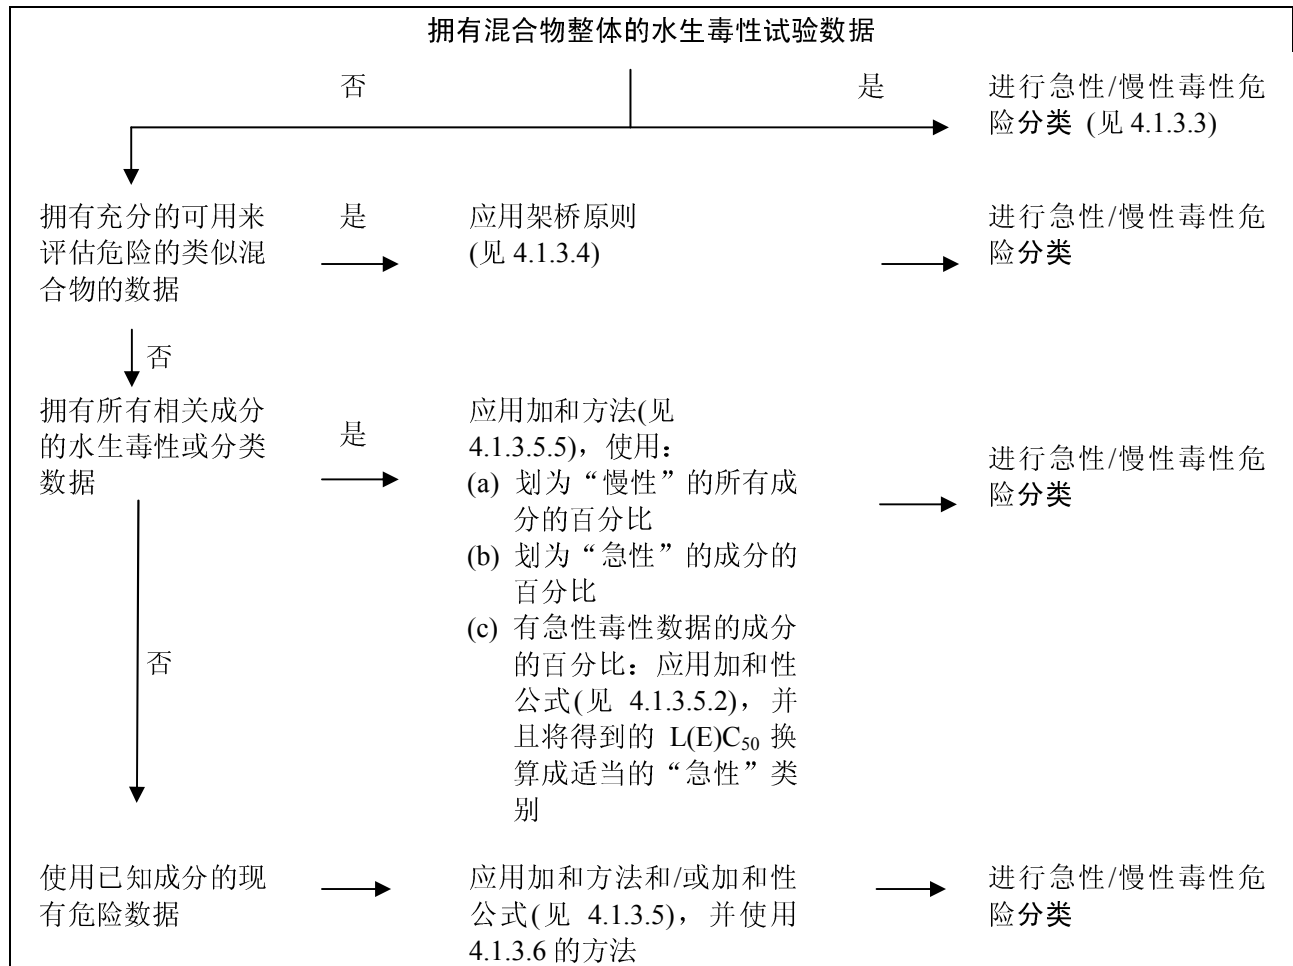 拥有混合物整体的水生毒性试验数据
否
是
进行急性/慢性毒性危
险分类 (见 4.1.3.3)
拥有充分的可用来
评估危险的类似混
合物的数据
是
应用架桥原则
(见 4.1.3.4)
进行急性/慢性毒性危
险分类
否
拥有所有相关成分
的水生毒性或分类
数据
是
应用加和方法(见
4.1.3.5.5)，使用：
(a) 划为“慢性”的所有成
分的百分比
(b) 划为“急性”的成分的
百分比
(c) 有急性毒性数据的成分
的百分比：应用加和性
公式(见 4.1.3.5.2)，并
且将得到的 L(E)C₅₀ 换
算成适当的“急性”类
别
进行急性/慢性毒性危
险分类
否
使用已知成分的现
有危险数据
应用加和方法和/或加和性
公式(见 4.1.3.5)，并使用
4.1.3.6 的方法
进行急性/慢性毒性危
险分类